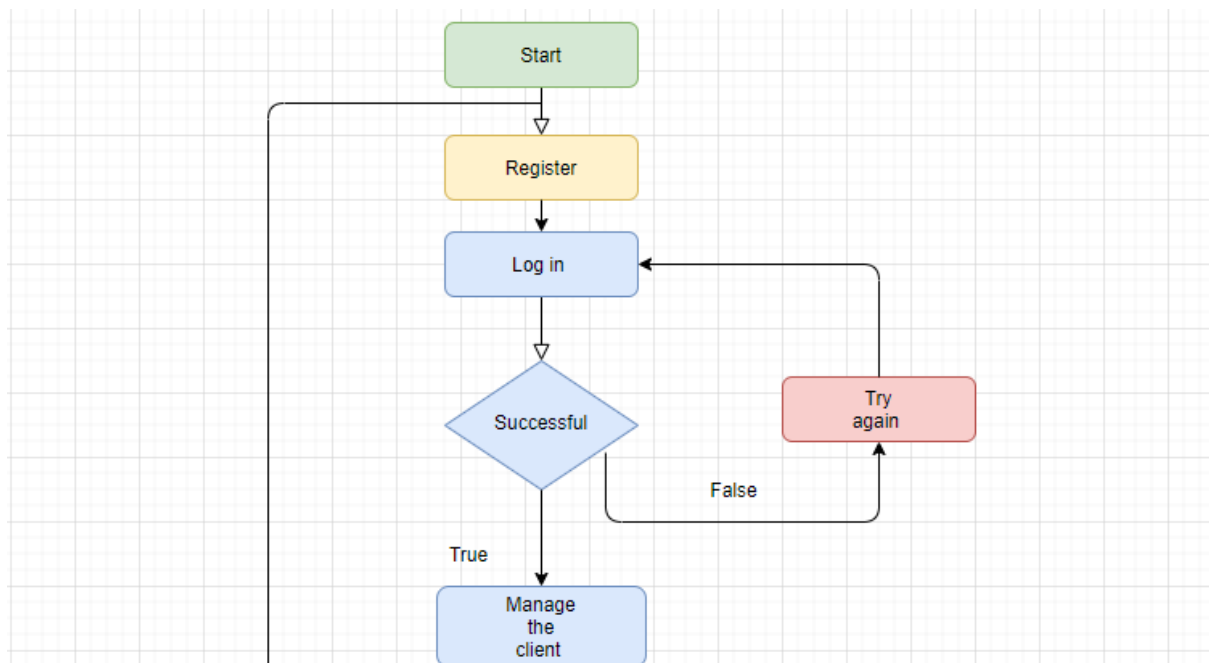 Start
Register
Log in
Successful
Try
again
False
True
Manage
the
client